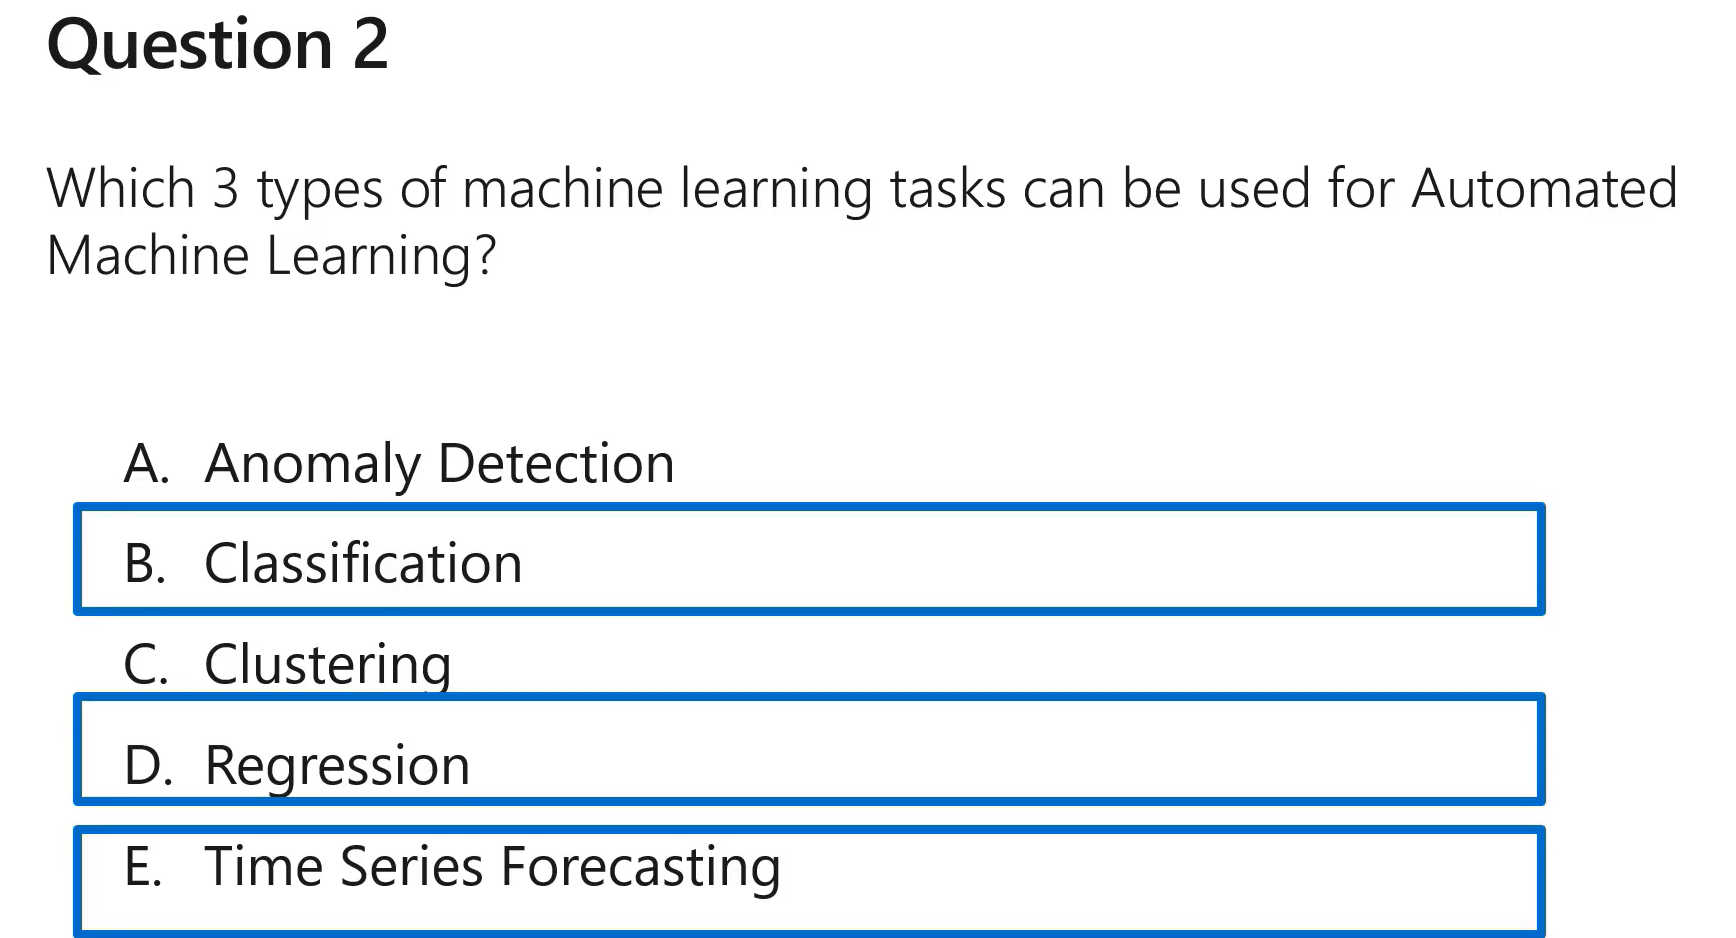 Question 2
Which 3 types of machine learning tasks can be used for Automated
Machine Learning?
A. Anomaly Detection
B. Classification
C. Clustering
D. Regression
E. Time Series Forecasting